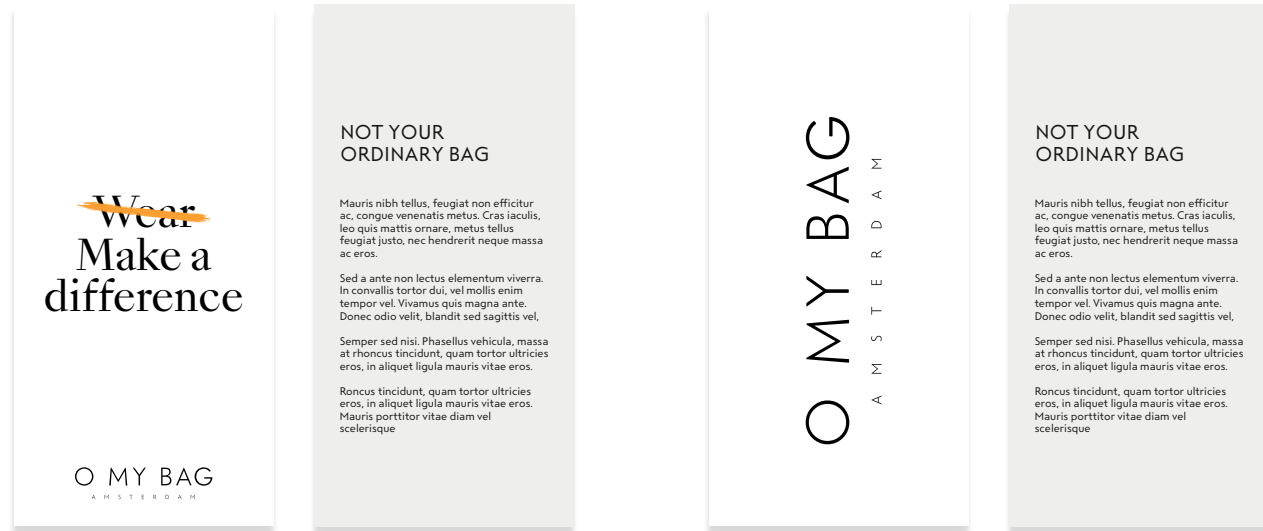 Wear
Make a
difference
O MY BAG
AMSTERDAM
NOT YOUR
ORDINARY BAG
Mauris nibh tellus, feugiat non efficitur
ac, congue venenatis metus. Cras iaculis,
leo quis mattis ornare, metus tellus
feugiat justo, nec hendrerit neque massa
ac eros.
Sed a ante non lectus elementum viverra.
In convallis tortor dui, vel mollis enim
tempor vel. Vivamus quis magna ante.
Donec odio velit, blandit sed sagittis vel,
Semper sed nisi. Phasellus vehicula, massa
at rhoncus tincidunt, quam tortor ultricies
eros, in aliquet ligula mauris vitae eros.
Roncus tincidunt, quam tortor ultricies
eros, in aliquet ligula mauris vitae eros.
Mauris porttitor vitae diam vel
scelerisque
O MY BAG
AMSTERDAM
NOT YOUR
ORDINARY BAG
Mauris nibh tellus, feugiat non efficitur
ac, congue venenatis metus. Cras iaculis,
leo quis mattis ornare, metus tellus
feugiat justo, nec hendrerit neque massa
ac eros.
Sed a ante non lectus elementum viverra.
In convallis tortor dui, vel mollis enim
tempor vel. Vivamus quis magna ante.
Donec odio velit, blandit sed sagittis vel,
Semper sed nisi. Phasellus vehicula, massa
at rhoncus tincidunt, quam tortor ultricies
eros, in aliquet ligula mauris vitae eros.
Roncus tincidunt, quam tortor ultricies
eros, in aliquet ligula mauris vitae eros.
Mauris porttitor vitae diam vel
scelerisque